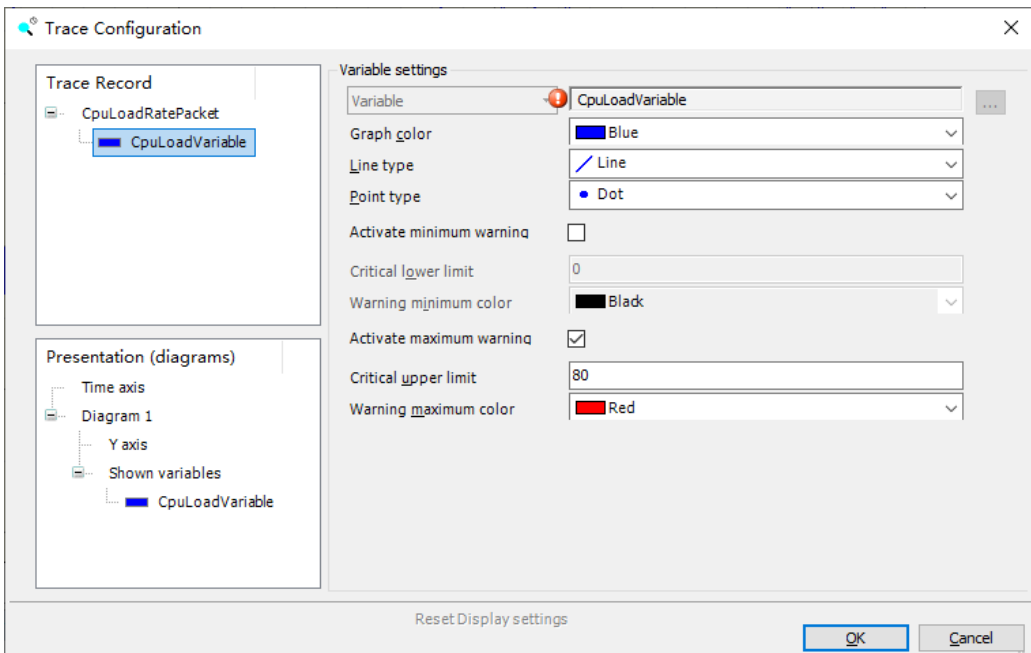 Trace Configuration
Trace Record
CpuLoadRatePacket
CpuLoadVariable
Presentation (diagrams)
Time axis
Diagram 1
Y axis
Shown variables
CpuLoadVariable
Variable settings
Variable CpuLoadVariable ...
Graph color Blue
Line type Line
Point type Dot
Activate minimum warning
Critical lower limit 0
Warning minimum color Black
Activate maximum warning
Critical upper limit 80
Warning maximum color Red
Reset Display settings
OK Cancel